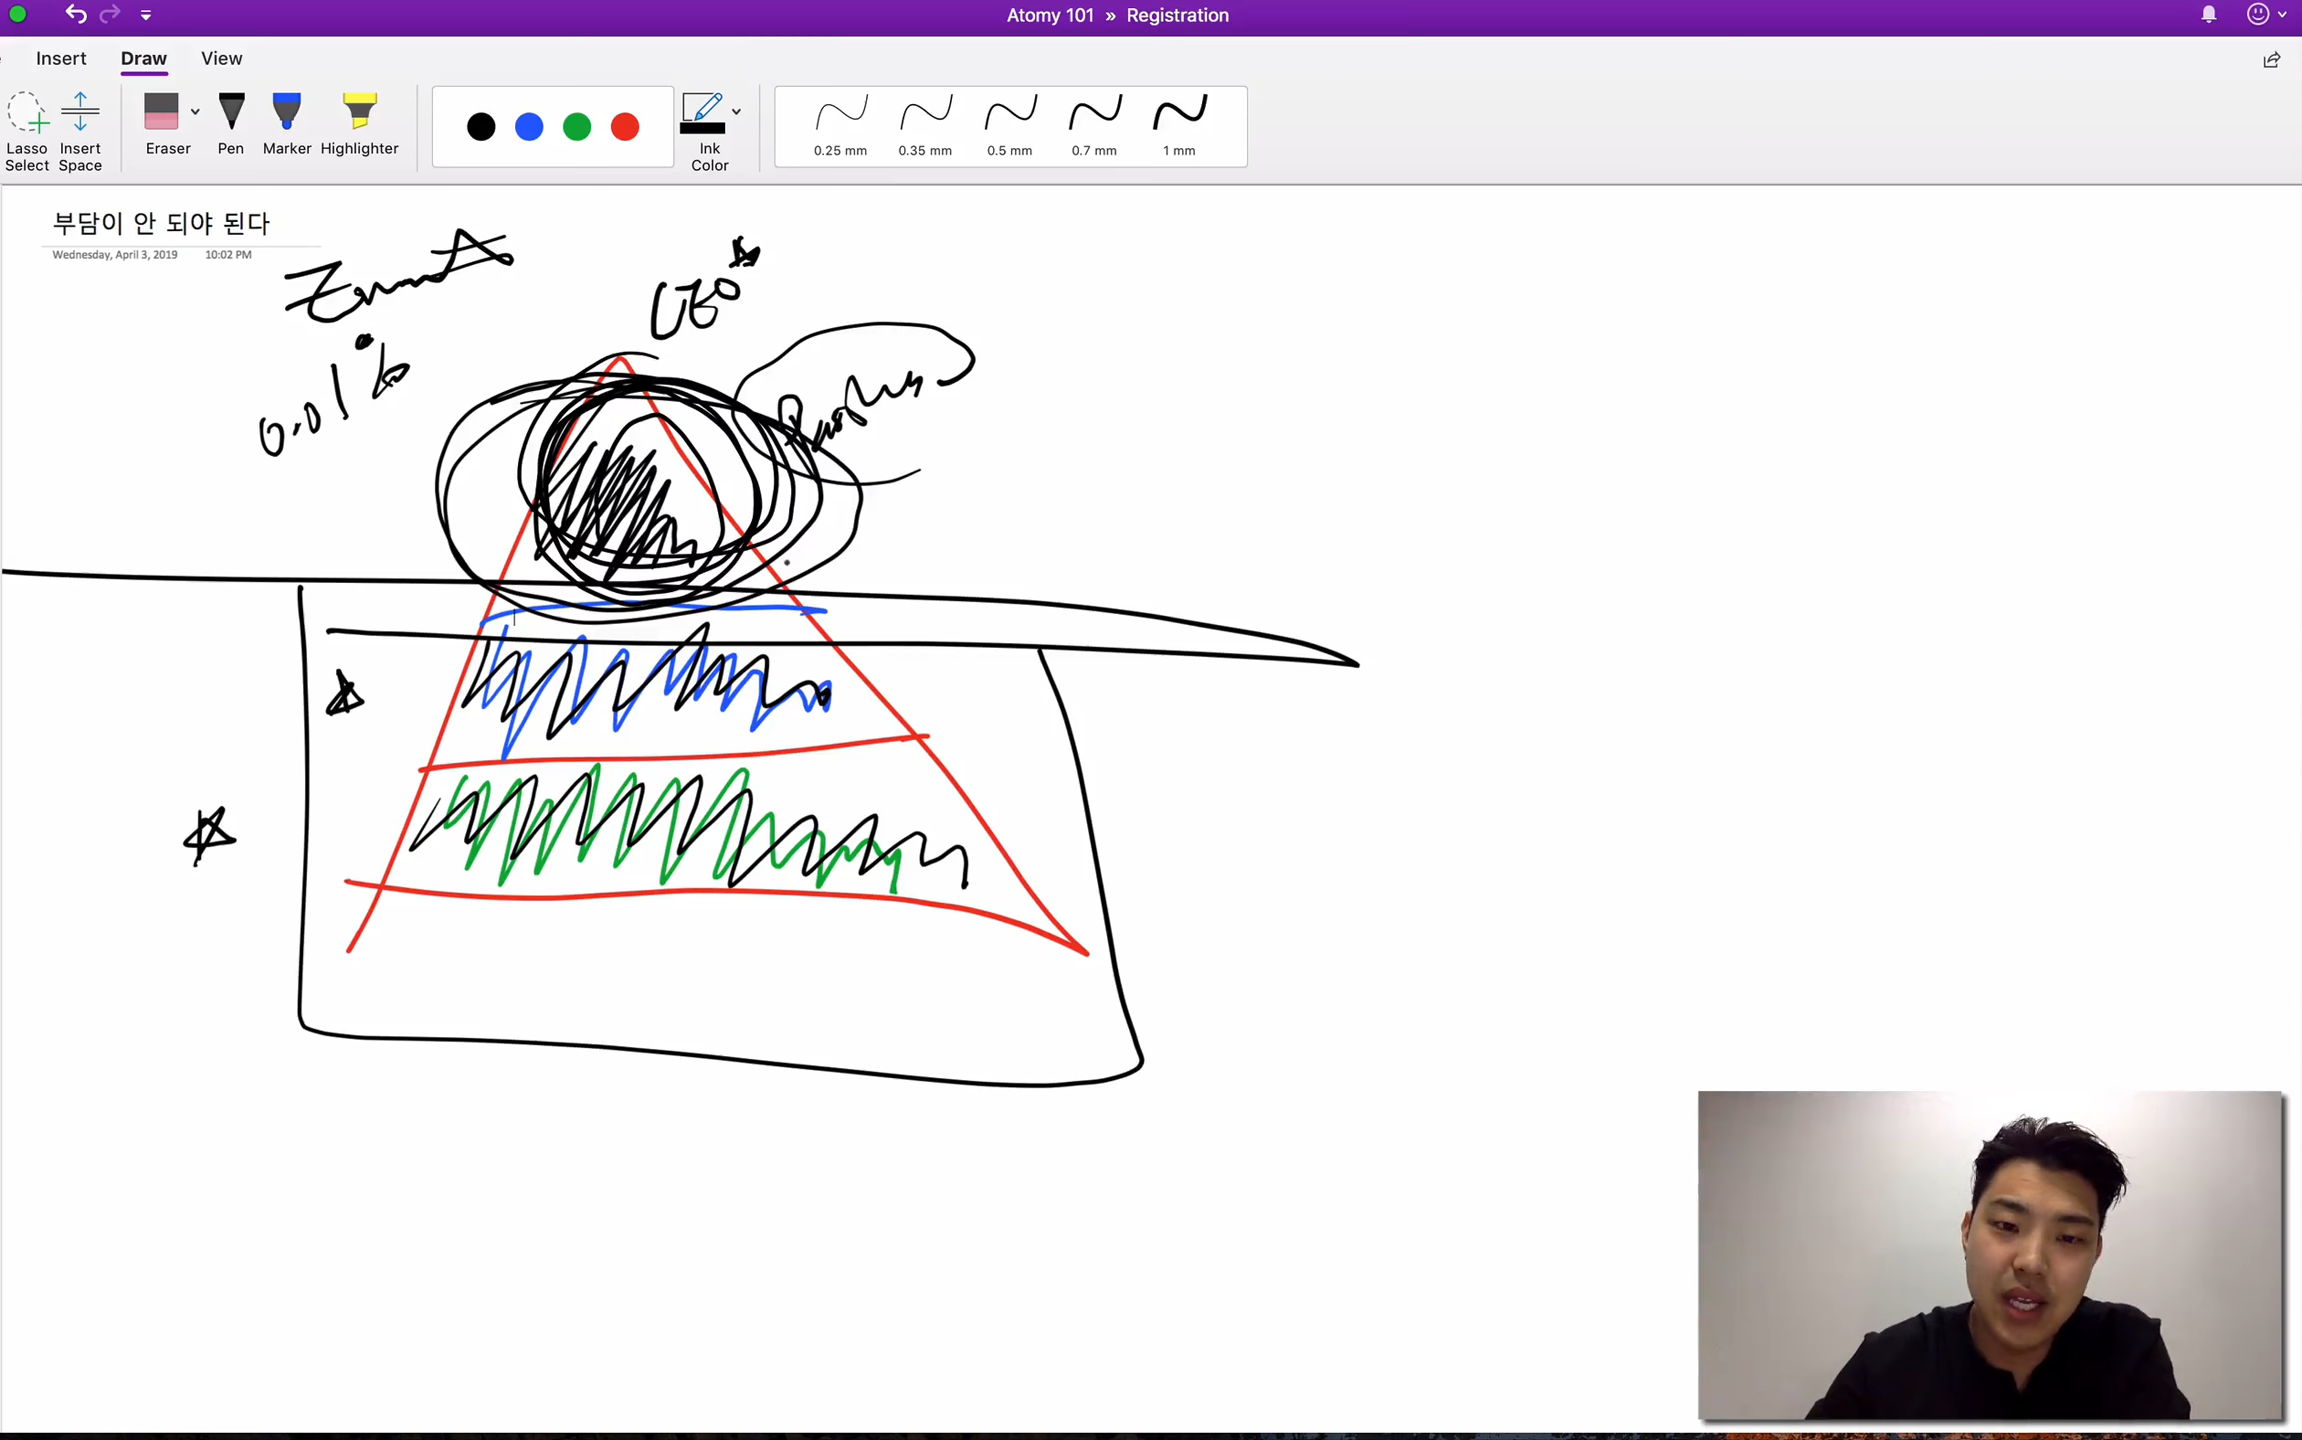 Atomy 101 » Registration
Insert Draw View
Lasso Select
Insert Space
Eraser
Pen
Marker
Highlighter
Ink Color
0.25 mm
0.35 mm
0.5 mm
0.7 mm
1 mm
부담이 안 되야 된다
Wednesday, April 3, 2019 10:02 PM
CEO
0.01%